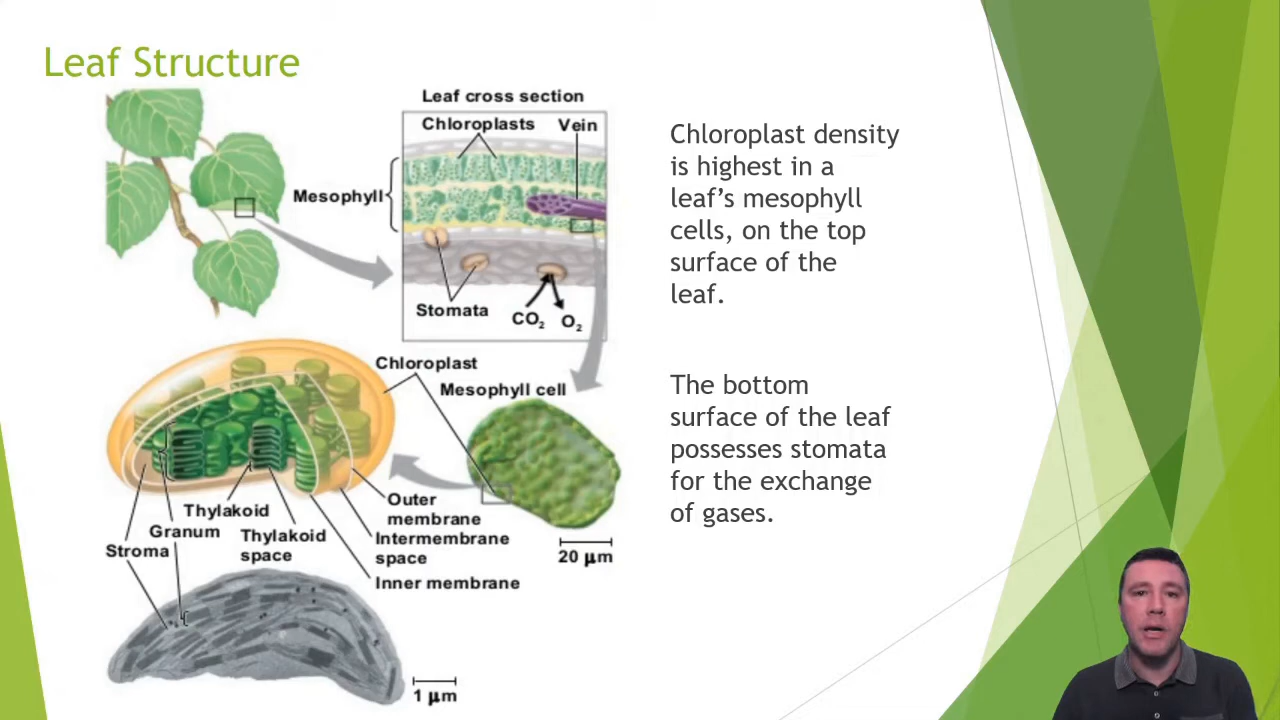 Leaf Structure
Leaf cross section
Chloroplasts Vein
Mesophyll
Stomata
CO₂ O₂
Chloroplast
Mesophyll cell
Outer
membrane
Thylakoid
Granum
Thylakoid
space
Intermembrane
space
Stroma
20 μm
Inner membrane
1 μm
Chloroplast density
is highest in a
leaf’s mesophyll
cells, on the top
surface of the
leaf.
The bottom
surface of the leaf
possesses stomata
for the exchange
of gases.